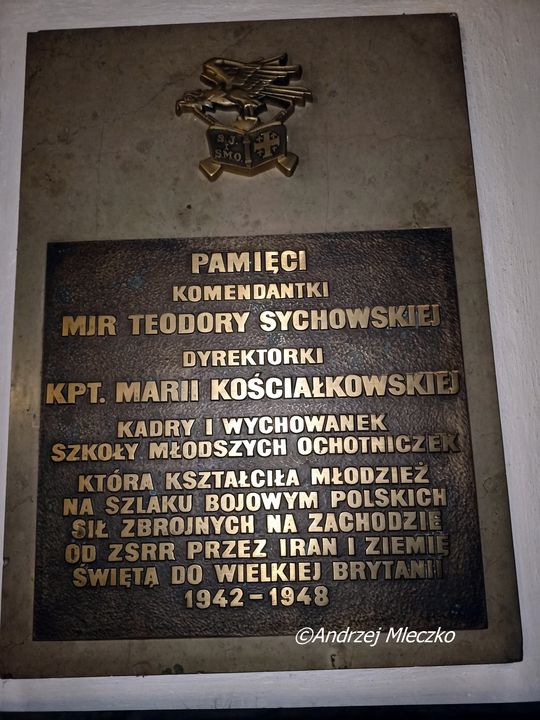 S.J.
I
SMO.
PAMIĘCI
KOMENDANTKI
MJR TEODORY SYCHOWSKIEJ
DYREKTORKI
KPT. MARII KOŚCIAŁKOWSKIEJ
KADRY I WYCHOWANEK
SZKOŁY MŁODSZYCH OCHOTNICZEK
KTÓRA KSZTAŁCIŁA MŁODZIEŻ
NA SZLAKU BOJOWYM POLSKICH
SIŁ ZBROJNYCH NA ZACHODZIE
OD ZSRR PRZEZ IRAN I ZIEMIĘ
ŚWIĘTĄ DO WIELKIEJ BRYTANII
1942-1948
©Andrzej Mleczko